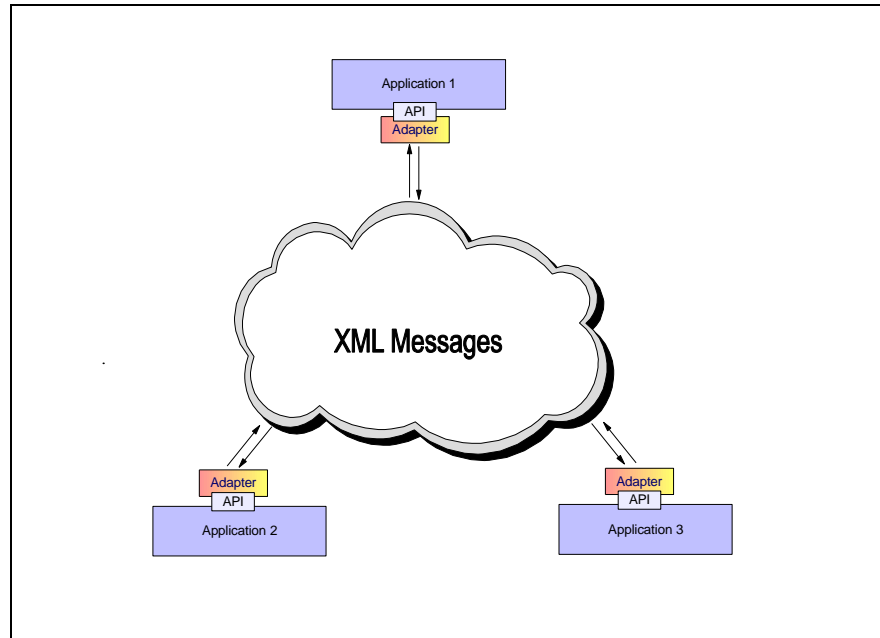 Application 1
API
Adapter
XML Messages
Adapter
API
Application 2
Adapter
API
Application 3